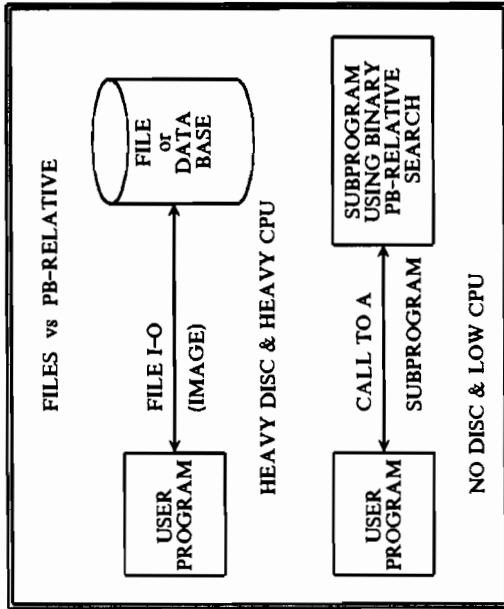 FILES vs PB-RELATIVE
USER
PROGRAM
FILE I-O
(IMAGE)
FILE
or
DATA
BASE
HEAVY DISC & HEAVY CPU
USER
PROGRAM
CALL TO A
SUBPROGRAM
SUBPROGRAM
USING BINARY
PB-RELATIVE
SEARCH
NO DISC & LOW CPU